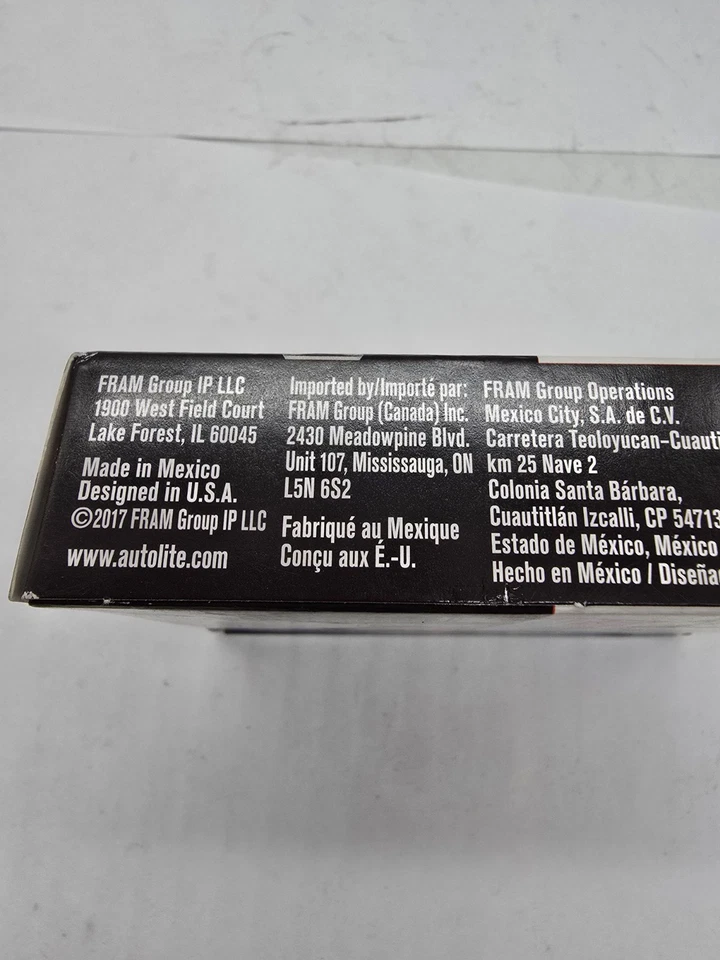 FRAM Group IP LLC
1900 West Field Court
Lake Forest, IL 60045
Made in Mexico
Designed in U.S.A.
©2017 FRAM Group IP LLC
www.autolite.com
Imported by/Importé par:
FRAM Group (Canada) Inc.
2430 Meadowpine Blvd.
Unit 107, Mississauga, ON
L5N 6S2
Fabriqué au Mexique
Conçu aux É.-U.
FRAM Group Operations
Mexico City, S.A. de C.V.
Carretera Teoloyucan-Cuauti
km 25 Nave 2
Colonia Santa Bárbara,
Cuautitlán Izcalli, CP 54713
Estado de México, México
Hecho en México / Diseña